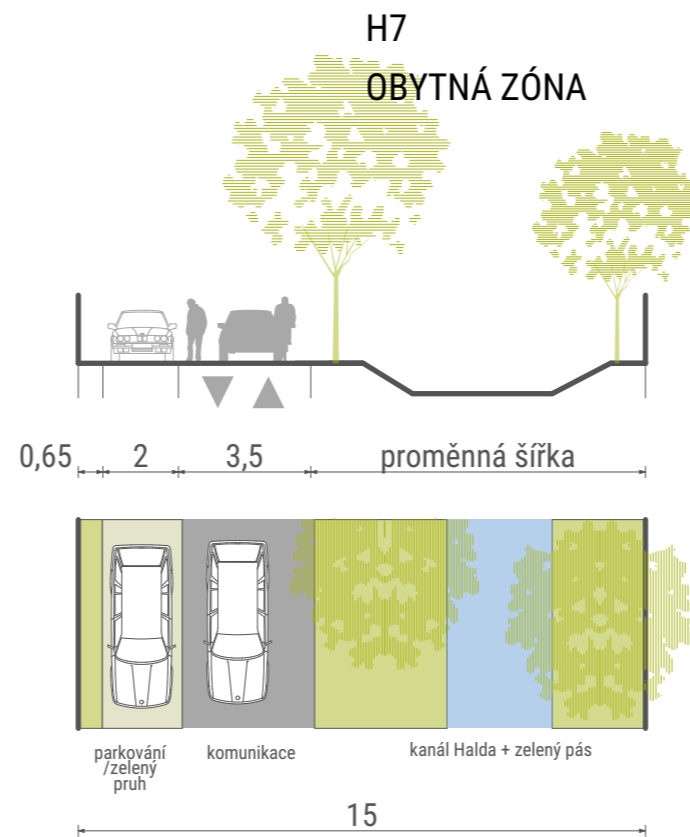 H7
OBYTNÁ ZÓNA
0,65 2 3,5 proměnná šířka
parkování
/zelený
pruh
komunikace
kanál Halda + zelený pás
15